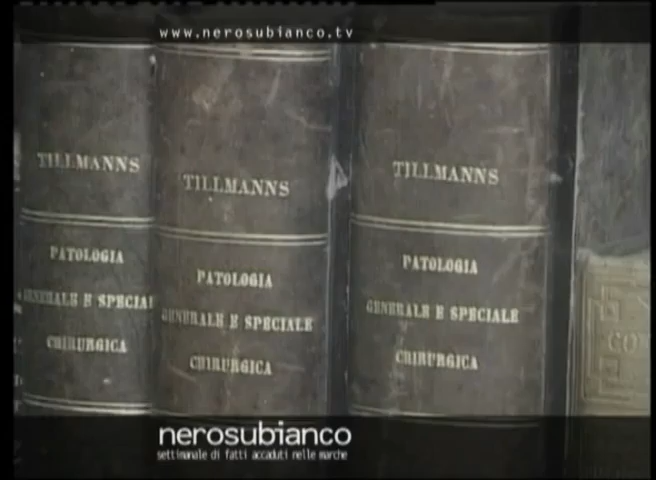 www.nerosubianco.tv
TILLMANNS
PATOLOGIA
GENERALE E SPECIALE
CHIRURGICA
TILLMANNS
PATOLOGIA
GENERALE E SPECIALE
CHIRURGICA
TILLMANNS
PATOLOGIA
GENERALE E SPECIALE
CHIRURGICA
CO
nerosubianco
settimanale di fatti accaduti nelle marche